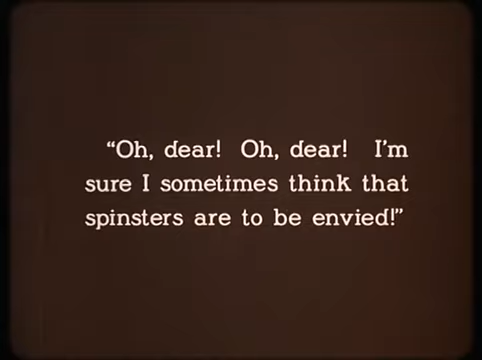 “Oh, dear! Oh, dear! I'm
sure I sometimes think that
spinsters are to be envied!”